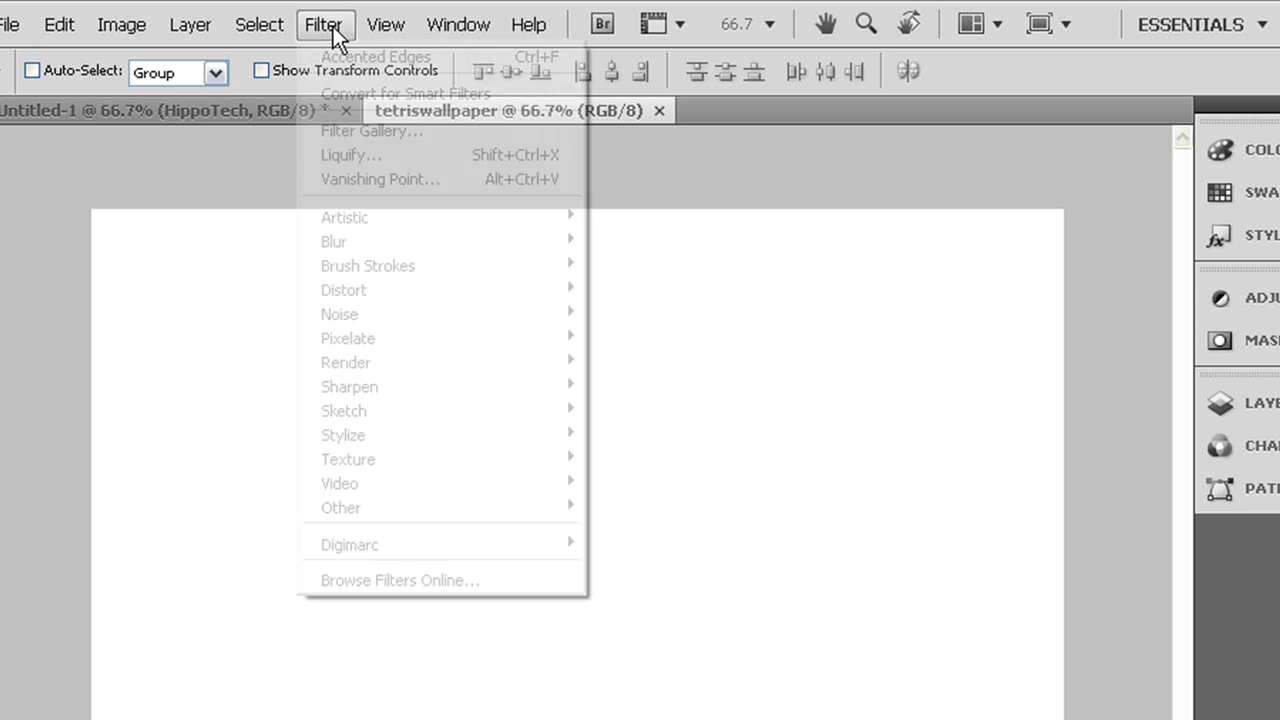 File Edit Image Layer Select Filter View Window Help Br 66.7 ESSENTIALS
Auto-Select: Group Show Transform Controls
Untitled-1 @ 66.7% (HippoTech, RGB/8) * × tetriswallpaper @ 66.7% (RGB/8) ×
Accented Edges Ctrl+F
Convert for Smart Filters
Filter Gallery...
Liquify... Shift+Ctrl+X
Vanishing Point... Alt+Ctrl+V
Artistic
Blur
Brush Strokes
Distort
Noise
Pixelate
Render
Sharpen
Sketch
Stylize
Texture
Video
Other
Digimarc
Browse Filters Online...
COLO
SWA
STYL
ADJU
MAS
LAYE
CHA
PATH